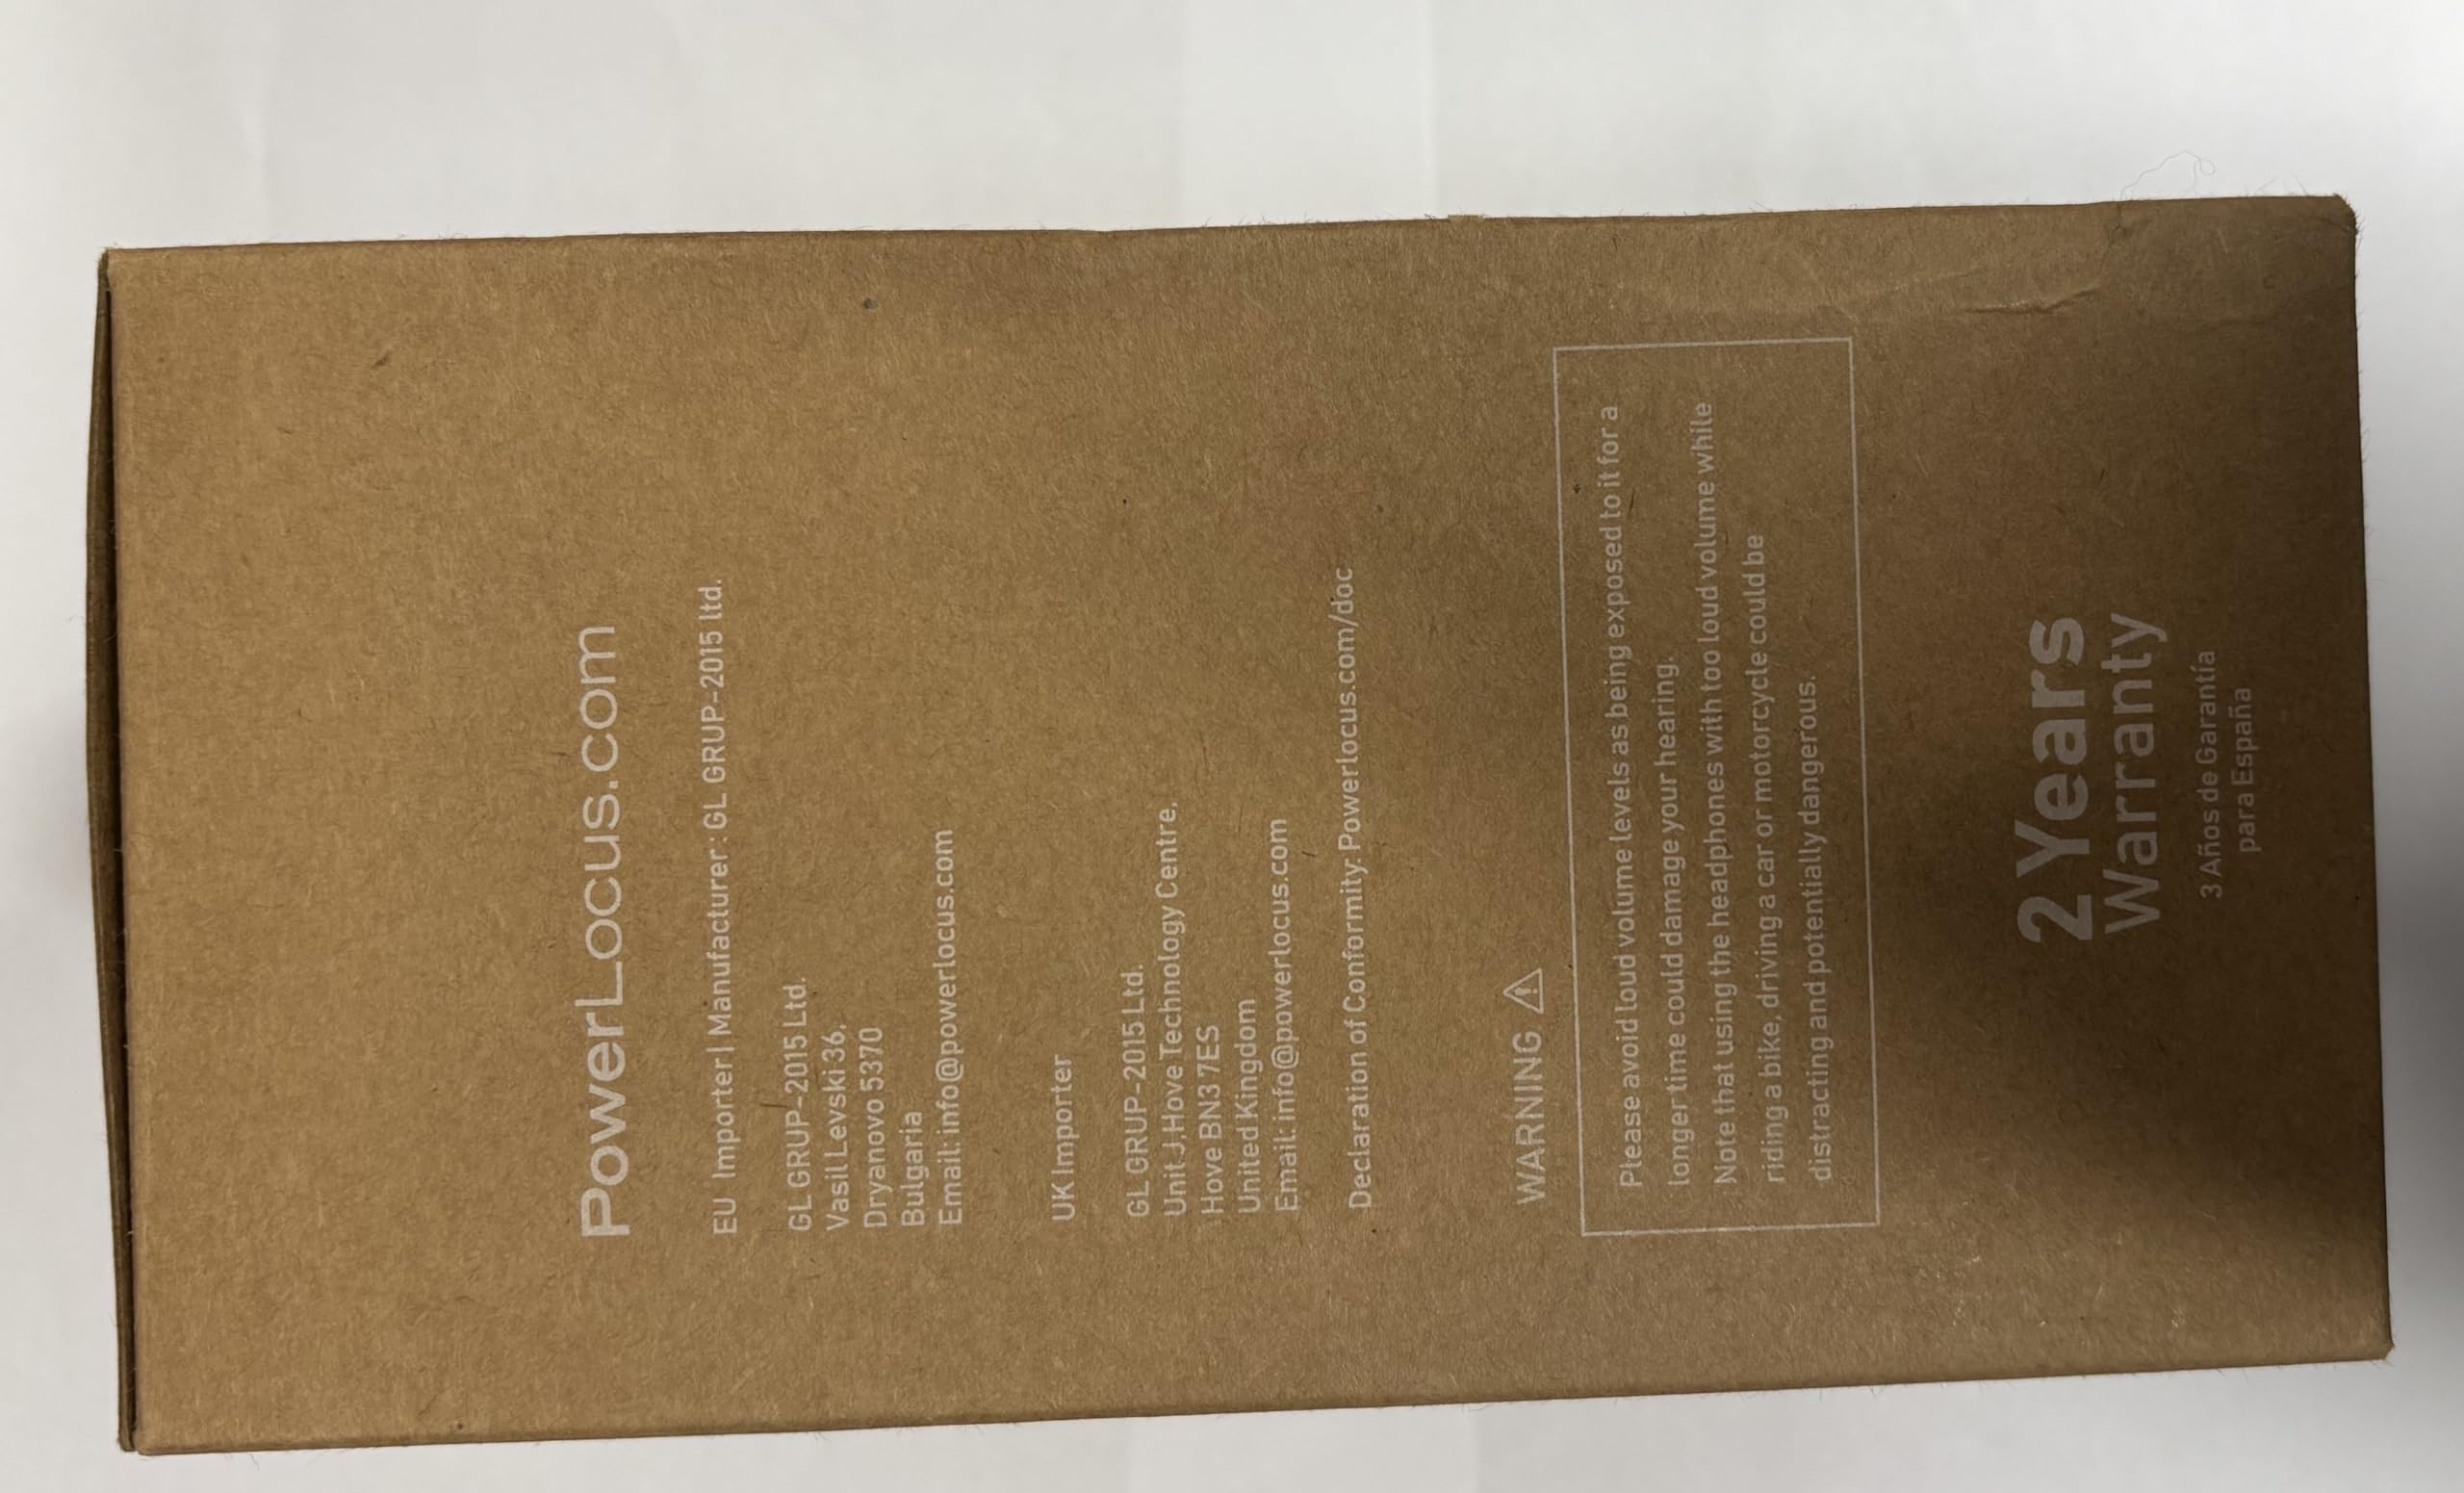 PowerLocus.com
EU Importer| Manufacturer: GL GRUP-2015 ltd.
GL GRUP-2015 Ltd.
Vasil Levski 36,
Dryanovo 5370
Bulgaria
Email: info@powerlocus.com
UK Importer
GL GRUP-2015 Ltd.
Unit J,Hove Technology Centre,
Hove BN3 7ES
United Kingdom
Email: info@powerlocus.com
Declaration of Conformity: Powerlocus.com/doc
WARNING
Please avoid loud volume levels as being exposed to it for a
longer time could damage your hearing.
Note that using the headphones with too loud volume while
riding a bike, driving a car or motorcycle could be
distracting and potentially dangerous.
2 Years
Warranty
3 Años de Garantía
para España